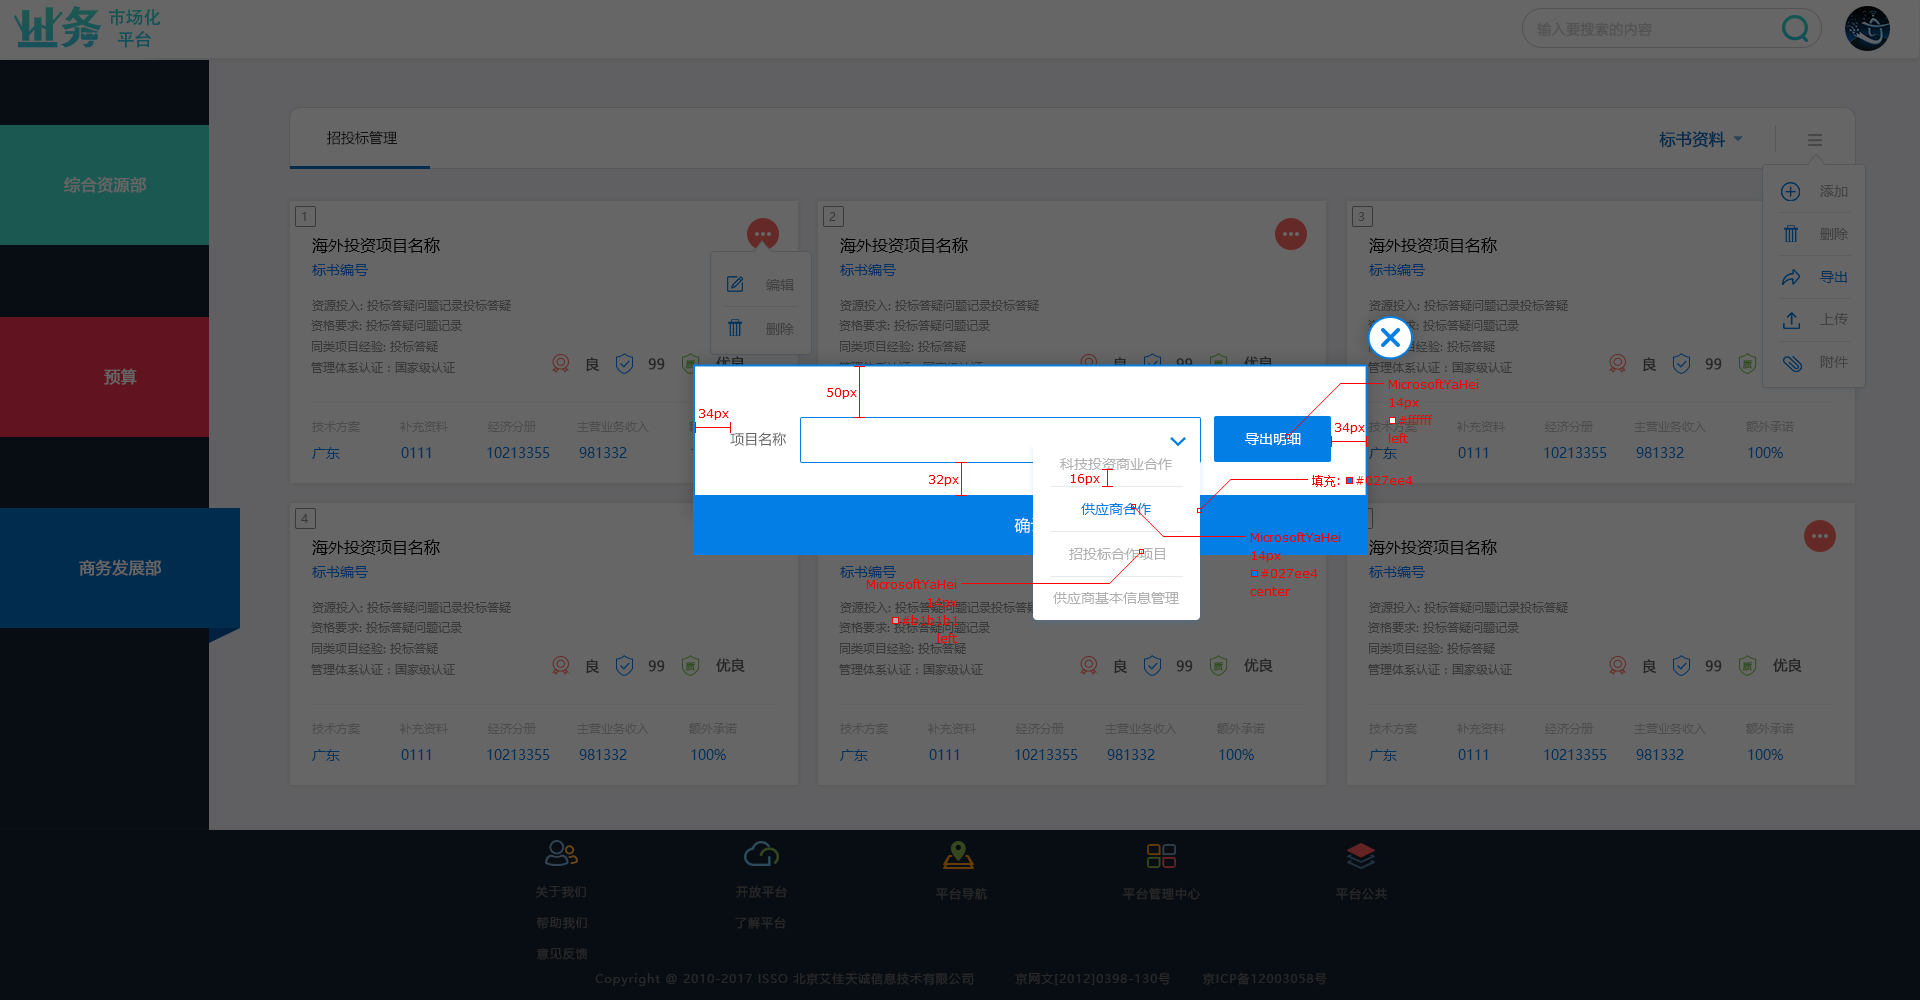 业务 市场化
平台
输入要搜索的内容
综合资源部
预算
商务发展部
招投标管理
标书资料
添加
删除
导出
上传
附件
1
海外投资项目名称
标书编号
资源投入: 投标答疑问题记录投标答疑
资格要求: 投标答疑问题记录
同类项目经验: 投标答疑
管理体系认证：国家级认证
良 99 优良
编辑
删除
技术方案 补充资料 经济分册 主营业务收入
广东 0111 10213355 981332
2
海外投资项目名称
标书编号
资源投入: 投标答疑问题记录投标答疑
资格要求: 投标答疑问题记录
同类项目经验: 投标答疑
良 99 优良
3
海外投资项目名称
标书编号
资源投入: 投标答疑问题记录投标答疑
资格要求: 投标答疑问题记录
同类项目经验: 投标答疑
管理体系认证：国家级认证
良 99
技术方案 补充资料 经济分册 主营业务收入 额外承诺
广东 0111 10213355 981332 100%
50px
34px
项目名称
导出明细
34px
32px
16px
MicrosoftYaHei
14px
#ffffff
left
填充: #027ee4
科技投资商业合作
供应商合作
招投标合作项目
供应商基本信息管理
MicrosoftYaHei
14px
#027ee4
center
MicrosoftYaHei
14px
#b1b1b1
left
4
海外投资项目名称
标书编号
资源投入: 投标答疑问题记录投标答疑
资格要求: 投标答疑问题记录
同类项目经验: 投标答疑
管理体系认证：国家级认证
良 99 优良
技术方案 补充资料 经济分册 主营业务收入 额外承诺
广东 0111 10213355 981332 100%
标书编号
资源投入: 投标答疑问题记录投标答疑
资格要求: 投标答疑问题记录
同类项目经验: 投标答疑
管理体系认证：国家级认证
良 99 优良
技术方案 补充资料 经济分册 主营业务收入 额外承诺
广东 0111 10213355 981332 100%
海外投资项目名称
标书编号
资源投入: 投标答疑问题记录投标答疑
资格要求: 投标答疑问题记录
同类项目经验: 投标答疑
管理体系认证：国家级认证
良 99 优良
技术方案 补充资料 经济分册 主营业务收入 额外承诺
广东 0111 10213355 981332 100%
关于我们
帮助我们
意见反馈
开放平台
了解平台
平台导航
平台管理中心
平台公共
Copyright @ 2010-2017 ISSO 北京艾佳天诚信息技术有限公司 京网文[2012]0398-130号 京ICP备12003058号